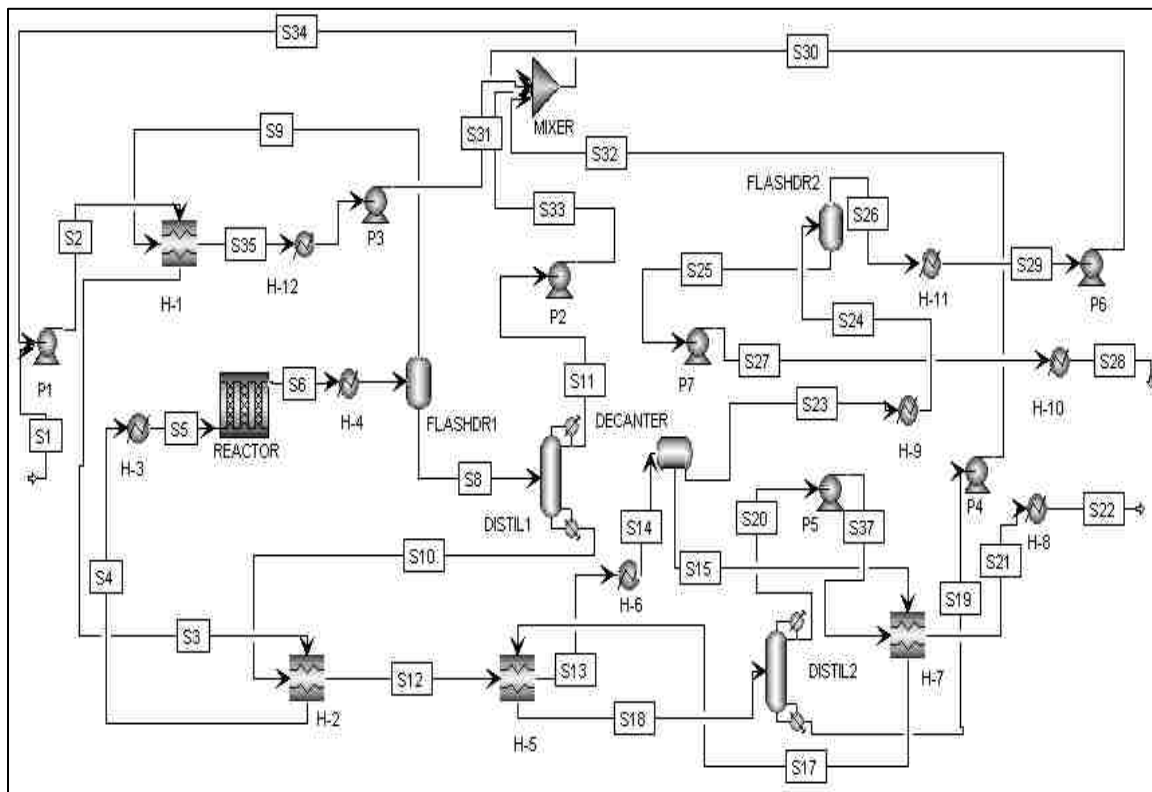 S34
S30
MIXER
S9
S31
S32
FLASHDR2
S2
S33
S26
P3
S35
S25
S29
H-12
H-1
H-11
P6
P2
S24
P1
P7
S27
S28
S6
S11
H-10
S1
S5
H-4
FLASHDR1
DECANTER
S23
REACTOR
H-3
H-9
S8
P4
DISTIL1
S20
P5
S37
S22
S14
H-8
S10
S15
S21
S4
H-6
S19
S3
S13
DISTIL2
S12
H-7
H-2
S18
H-5
S17